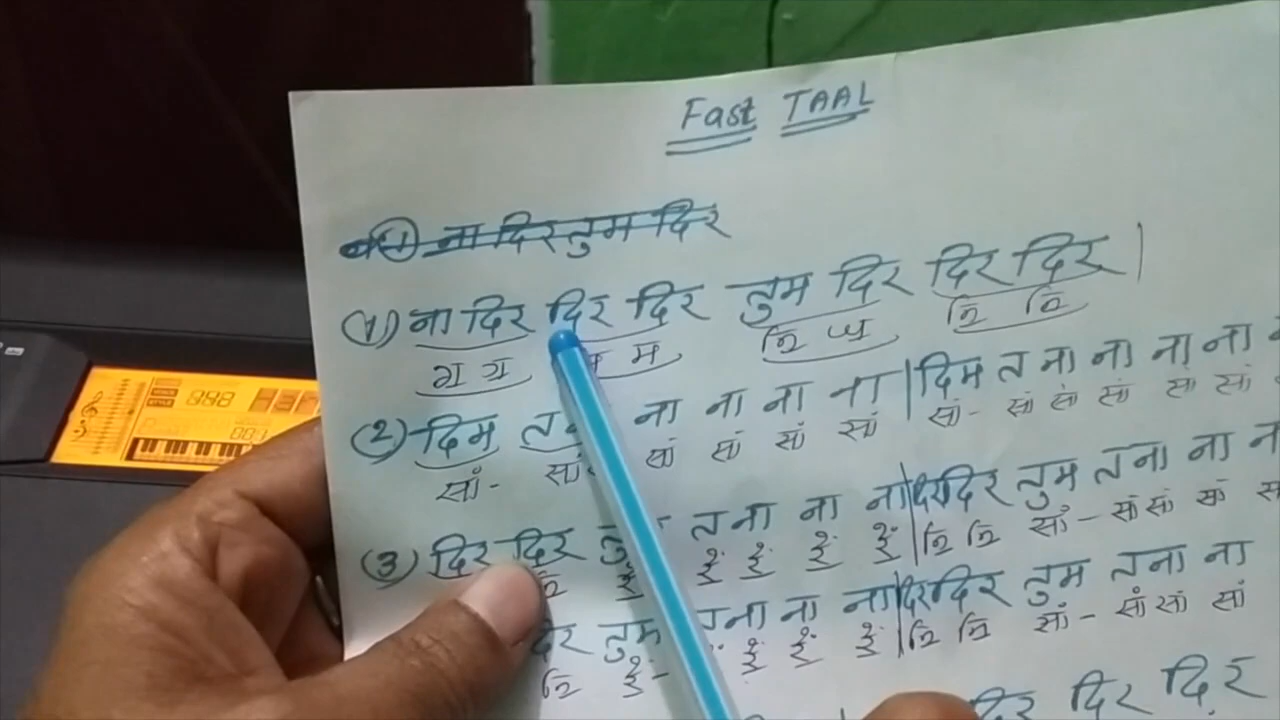 Fast TAAL
ना दिर तुम दिर
(1) ना दिर दिर दिर तुम दिर दिर दिर |
ग ग म नि प नि नि
(2) दिम ना ना ना ना | दिम त ना ना ना ना
सां- सां सां सां सां सां- सां सां सां सां सां
(3) दिर दिर त ना ना ना | दिर दिर तुम त ना ना ना
नि रें रें रें रें रें नि नि सां- सां सां सां
तुम ना ना ना | दिर दिर तुम त ना ना
नि रें- रें रें रें नि नि सां- सां सां सां
दिर दिर दिर